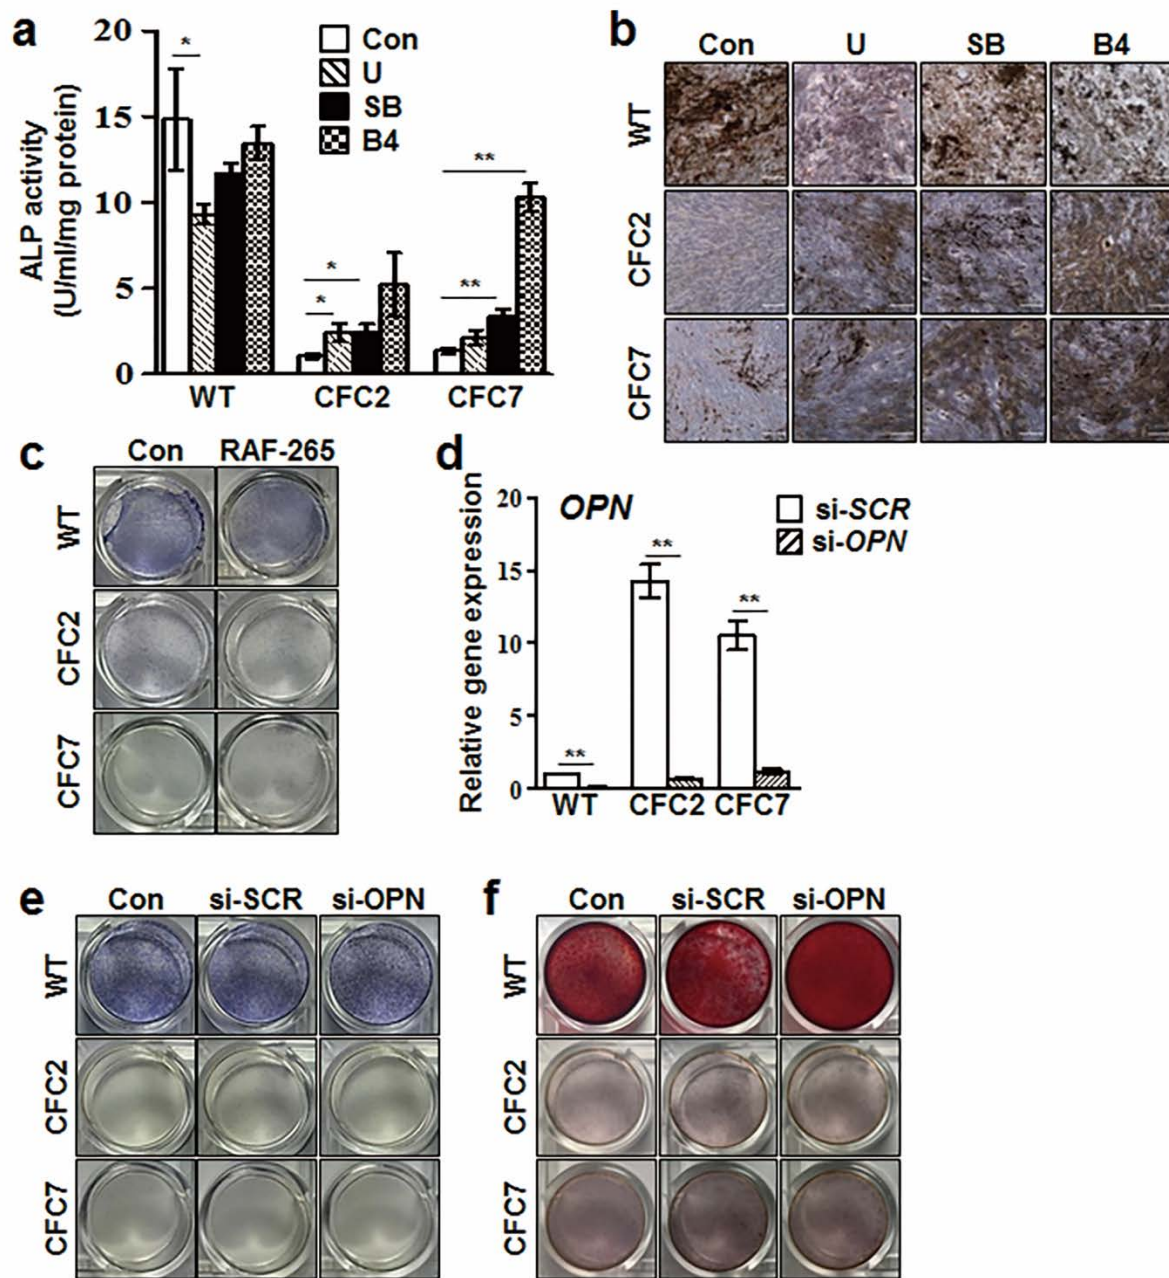 a
20
15
10
5
0
ALP activity
(U/ml/mg protein)
Con
U
SB
B4
*
*
*
**
**
WT
CFC2
CFC7
b
Con
U
SB
B4
WT
CFC2
CFC7
c
Con
RAF-265
WT
CFC2
CFC7
d
20
15
10
5
0
Relative gene expression
OPN
si-SCR
si-OPN
**
**
**
WT
CFC2
CFC7
e
Con
si-SCR
si-OPN
WT
CFC2
CFC7
f
Con
si-SCR
si-OPN
WT
CFC2
CFC7